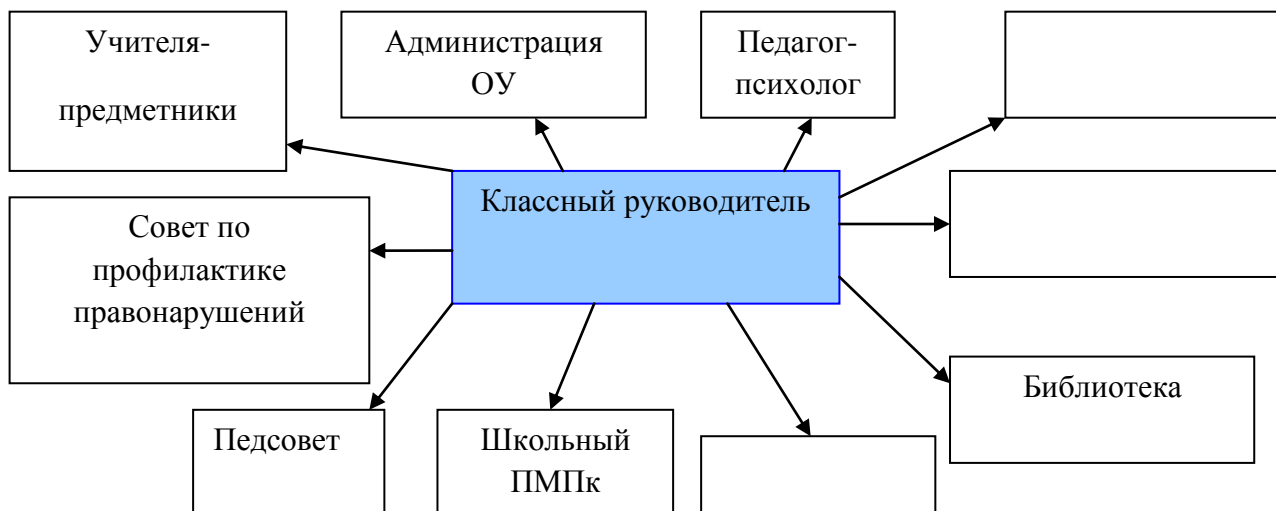 Учителя-
предметники
Администрация
ОУ
Педагог-
психолог
Классный руководитель
Совет по
профилактике
правонарушений
Библиотека
Педсовет
Школьный
ПМПк